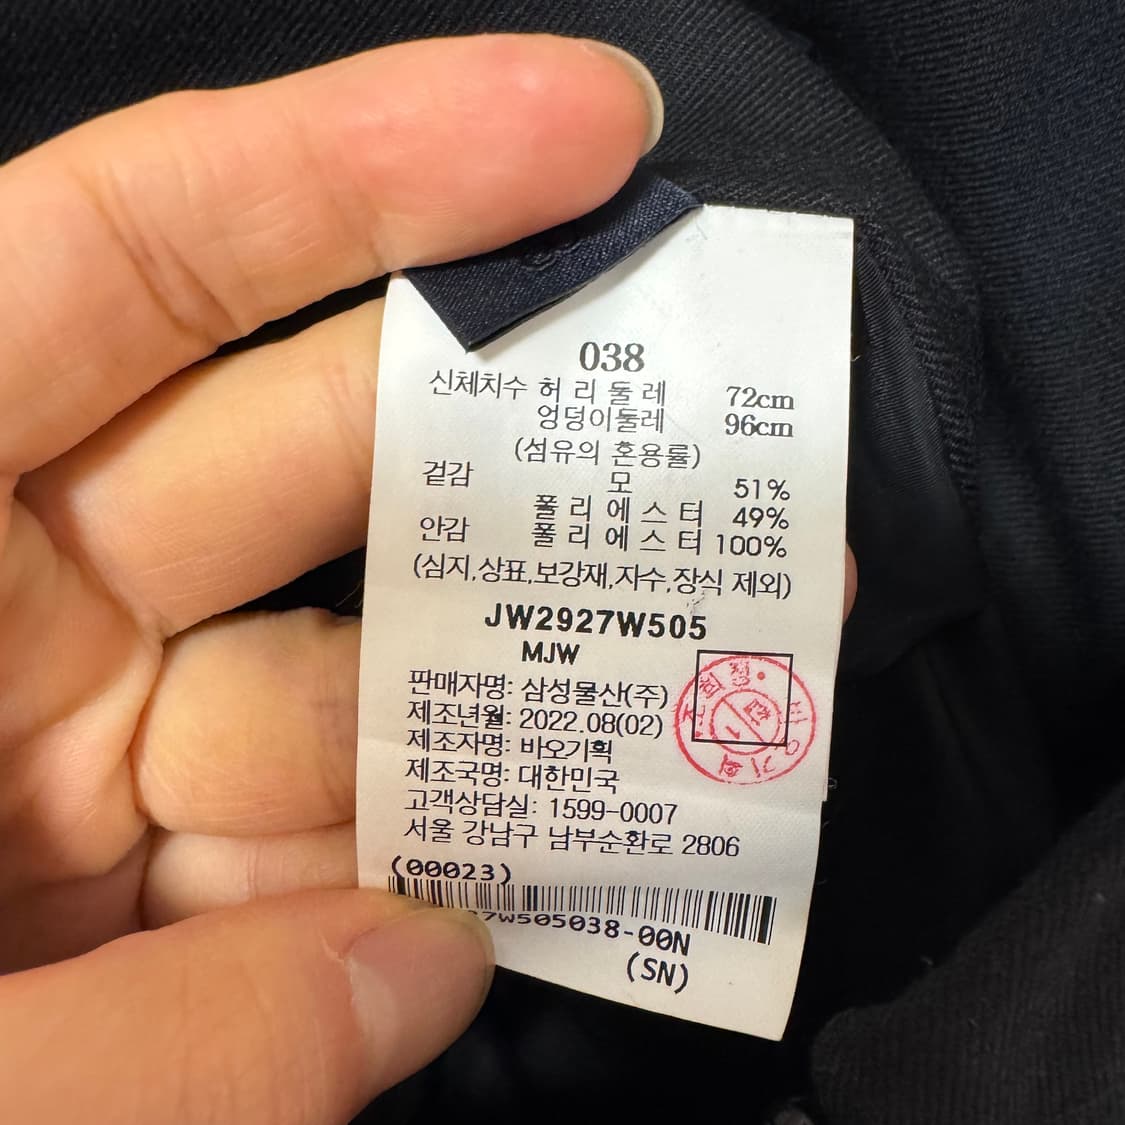 038
신체치수 허 리 둘 레 72cm
엉덩이둘레 96cm
(섬유의 혼용률)
겉감 모 51%
폴 리 에 스 터 49%
안감 폴 리 에 스 터 100%
(심지,상표,보강재,자수,장식 제외)
JW2927W505
MJW
판매자명: 삼성물산(주)
제조년월: 2022.08(02)
제조자명: 바오기획
제조국명: 대한민국
고객상담실: 1599-0007
서울 강남구 남부순환로 2806
(00023)
7W505038-00N
(SN)